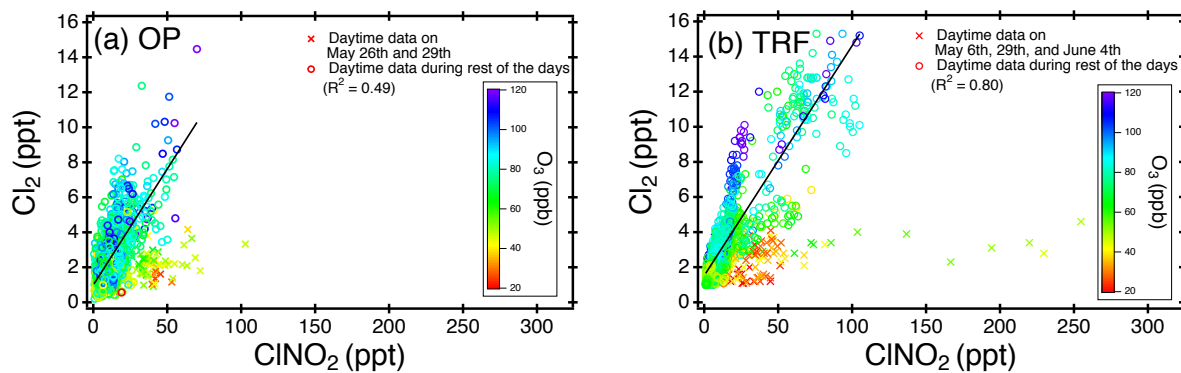 (a) OP
× Daytime data on
May 26th and 29th
○ Daytime data during rest of the days
(R² = 0.49)
16
14
12
10
8
6
4
2
0
Cl₂ (ppt)
0 50 100 150 200 250 300
ClNO₂ (ppt)
120
100
80
60
40
20
O₃ (ppb)
(b) TRF
× Daytime data on
May 6th, 29th, and June 4th
○ Daytime data during rest of the days
(R² = 0.80)
16
14
12
10
8
6
4
2
0
Cl₂ (ppt)
0 50 100 150 200 250 300
ClNO₂ (ppt)
120
100
80
60
40
20
O₃ (ppb)